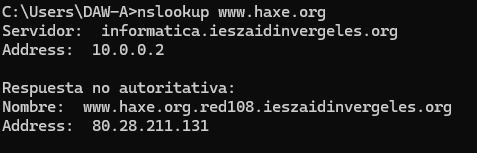 C:\Users\DAW-A>nslookup www.haxe.org
Servidor:  informatica.ieszaidinvergeles.org
Address:  10.0.0.2

Respuesta no autoritativa:
Nombre:  www.haxe.org.red108.ieszaidinvergeles.org
Address:  80.28.211.131